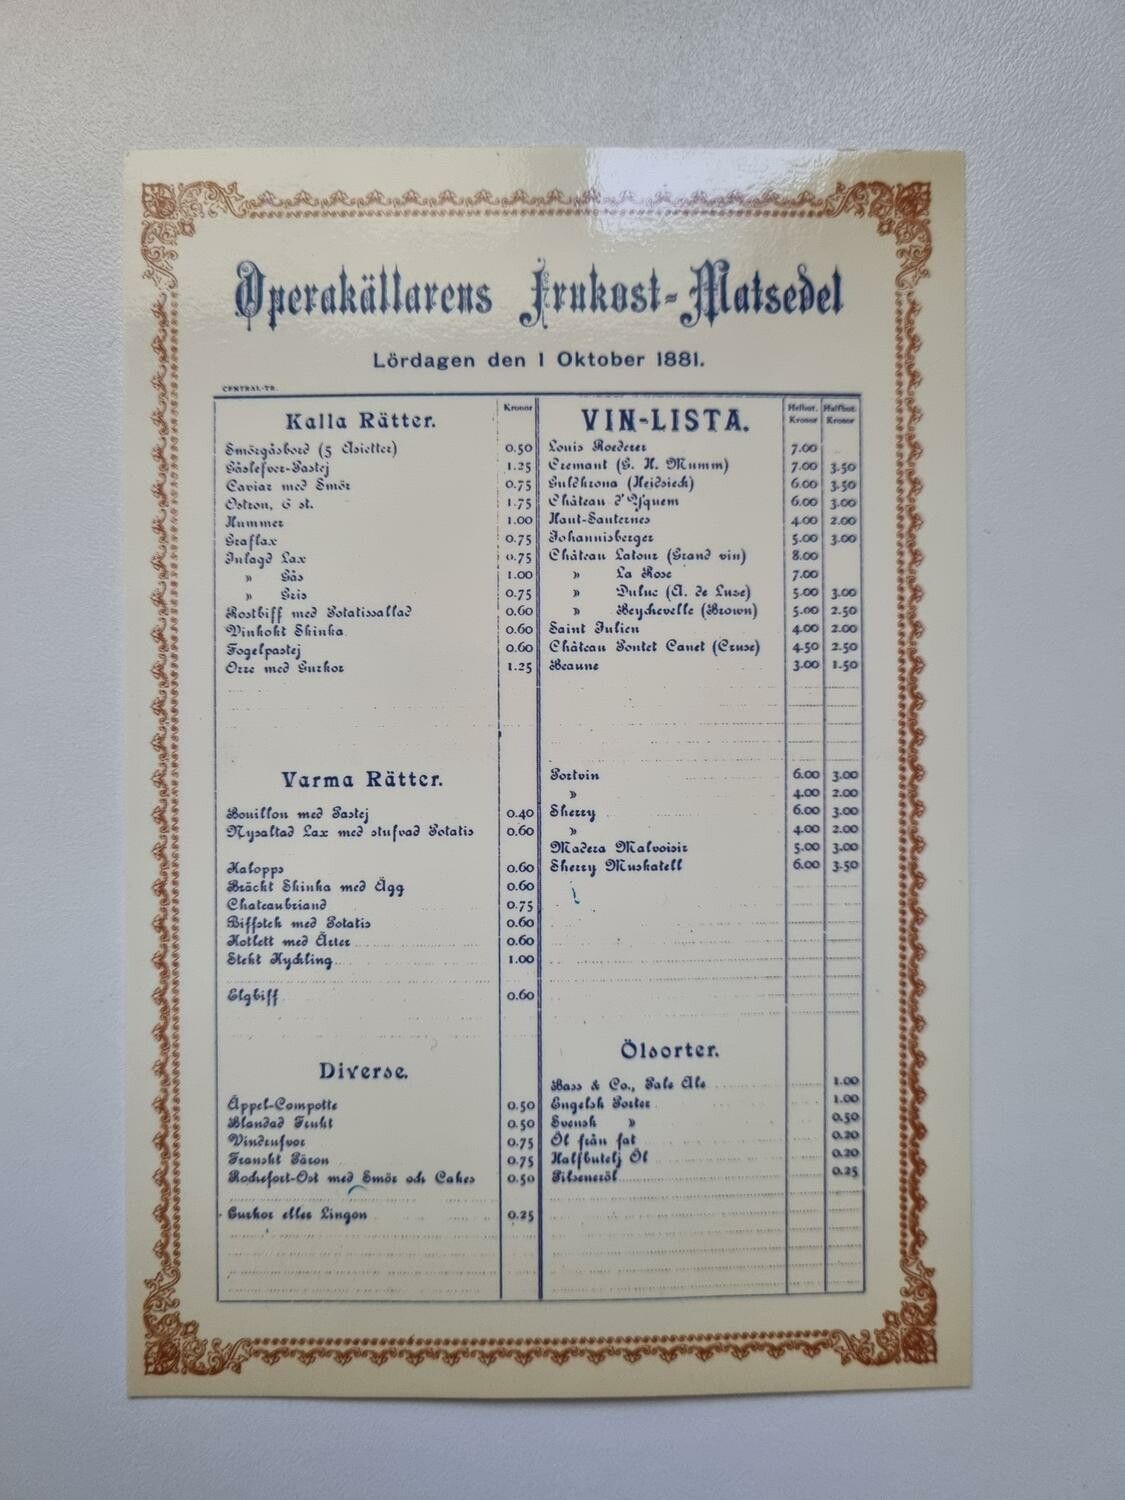 Operakällarens Frukost-Matsedel
Lördagen den 1 Oktober 1881.
CENTRAL-TR.
Kronor
Kalla Rätter.
Smörgåsbord (5 Asietter) 0.50
Gåslefver-Pastej 1.25
Caviar med Smör 0.75
Ostron, 6 st. 1.75
Hummer 1.00
Graflax 0.75
Inlagd Lax 0.75
» Gås 1.00
» Gris 0.75
Rostbiff med Potatissallad 0.60
Vinkokt Skinka 0.60
Fogelpastej 0.60
Orre med Gurkor 1.25
Varma Rätter.
Bouillon med Pastej 0.40
Nysaltad Lax med stufvad Potatis 0.60
Kalops 0.60
Bräckt Skinka med Ägg 0.60
Chateaubriand 0.75
Biffstek med Potatis 0.60
Kotlett med Ärter 0.60
Stekt Kyckling 1.00
Elgbiff 0.60
Diverse.
Äppel-Compotte 0.50
Blandad Frukt 0.50
Vindrufvor 0.75
Franskt Päron 0.75
Rochefort-Ost med Smör och Cakes 0.50
Gurkor eller Lingon 0.25
VIN-LISTA.
Helbut. Halfbut.
Kronor Kronor
Louis Roederer 7.00
Cremant (G. H. Mumm) 7.00 3.50
Guldkrona (Heidsieck) 6.00 3.50
Château d'Yquem 6.00 3.00
Haut-Sauternes 4.00 2.00
Johannisberger 5.00 3.00
Château Latour (Grand vin) 8.00
» La Rose 7.00
» Duluc (A. de Luze) 5.00 3.00
» Beychevelle (Brown) 5.00 2.50
Saint Julien 4.00 2.00
Château Pontet Canet (Cruse) 4.50 2.50
Beaune 3.00 1.50
Portvin 6.00 3.00
» 4.00 2.00
Sherry 6.00 3.00
» 4.00 2.00
Madera Malvoisir 5.00 3.00
Sherry Muskatell 6.00 3.50
Ölsorter.
Bass & Co., Pale Ale 1.00
Engelsk Porter 1.00
Svensk » 0.50
Öl från fat 0.20
Halfbutelj Öl 0.20
Pilseneröl 0.25